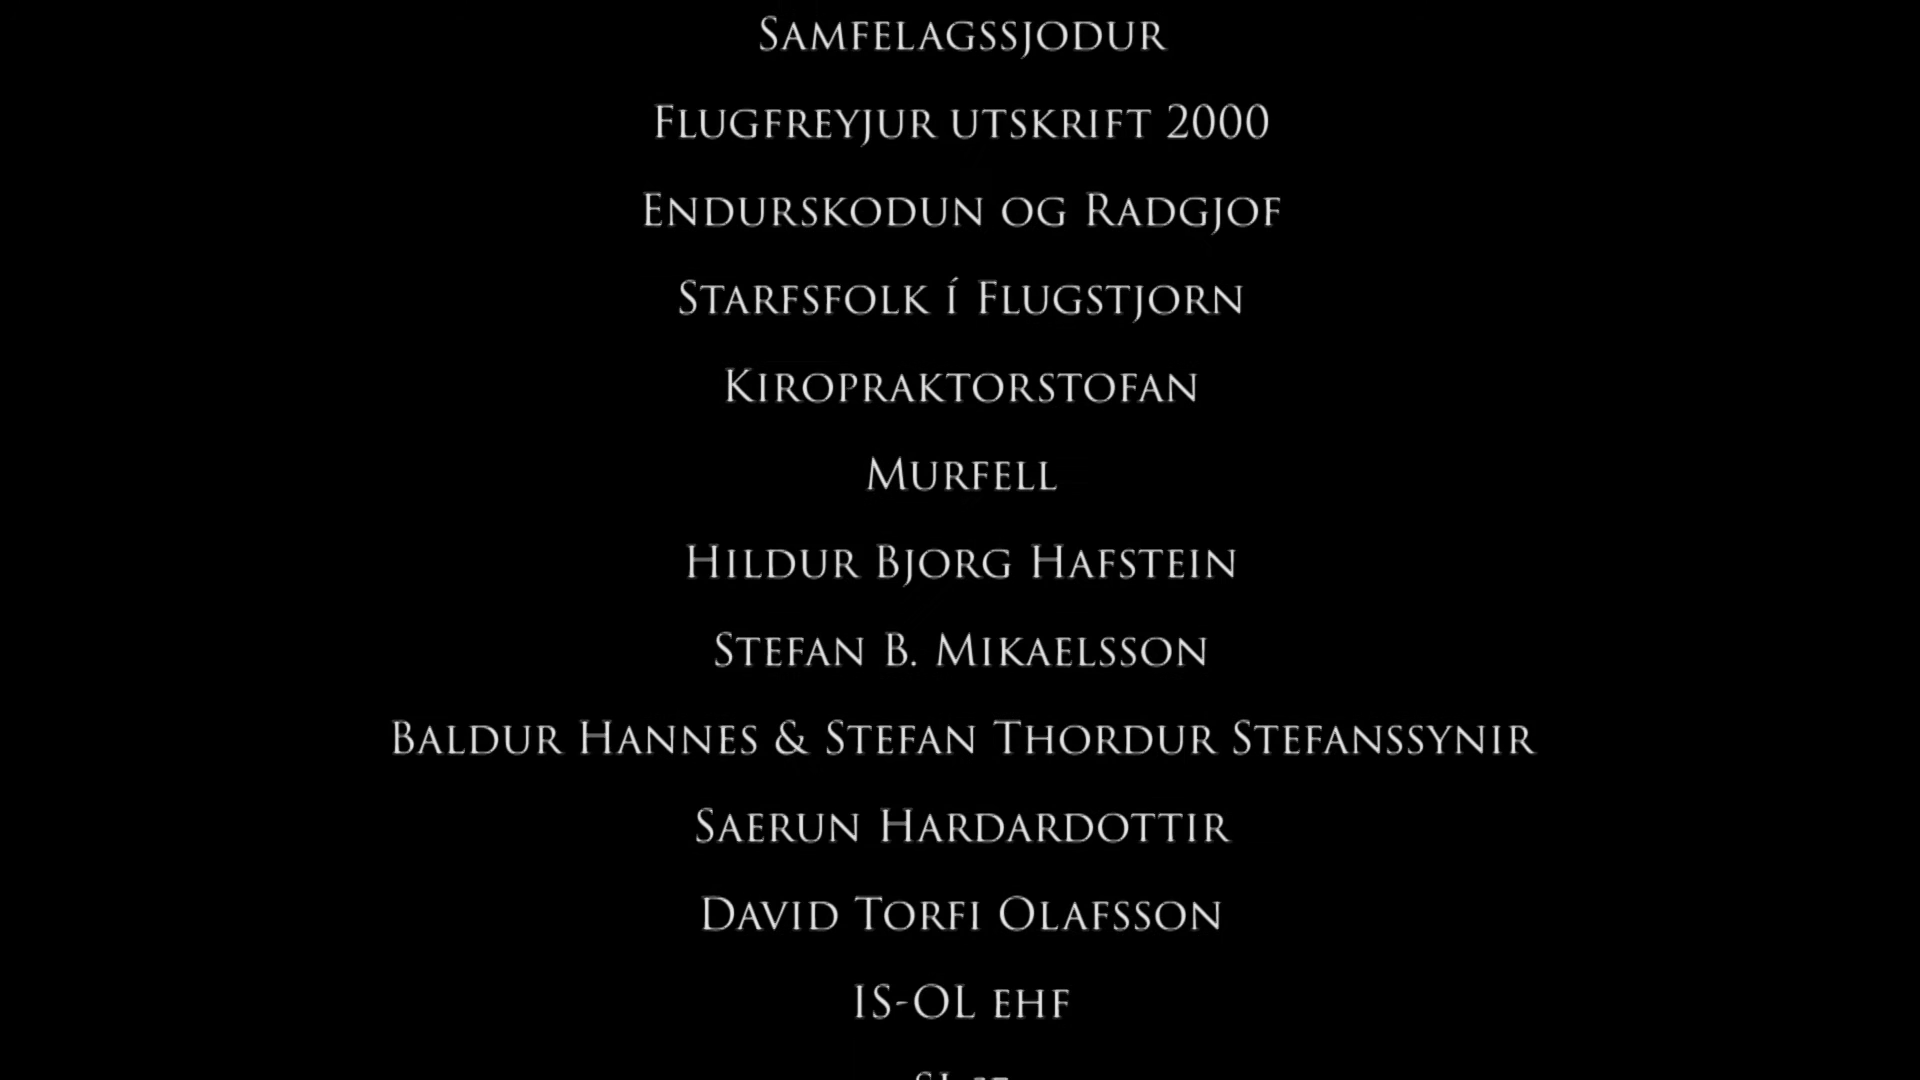 Samfelagssjodur
Flugfreyjur utskrift 2000
Endurskodun og Radgjof
Starfsfolk í Flugstjorn
Kiropraktorstofan
Murfell
Hildur Bjorg Hafstein
Stefan B. Mikaelsson
Baldur Hannes & Stefan Thordur Stefanssynir
Saerun Hardardottir
David Torfi Olafsson
IS-OL ehf